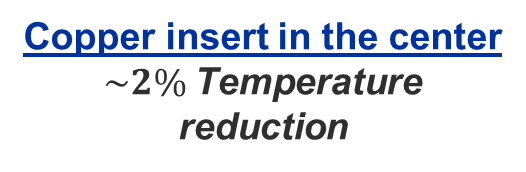 Copper insert in the center
~2% Temperature
reduction